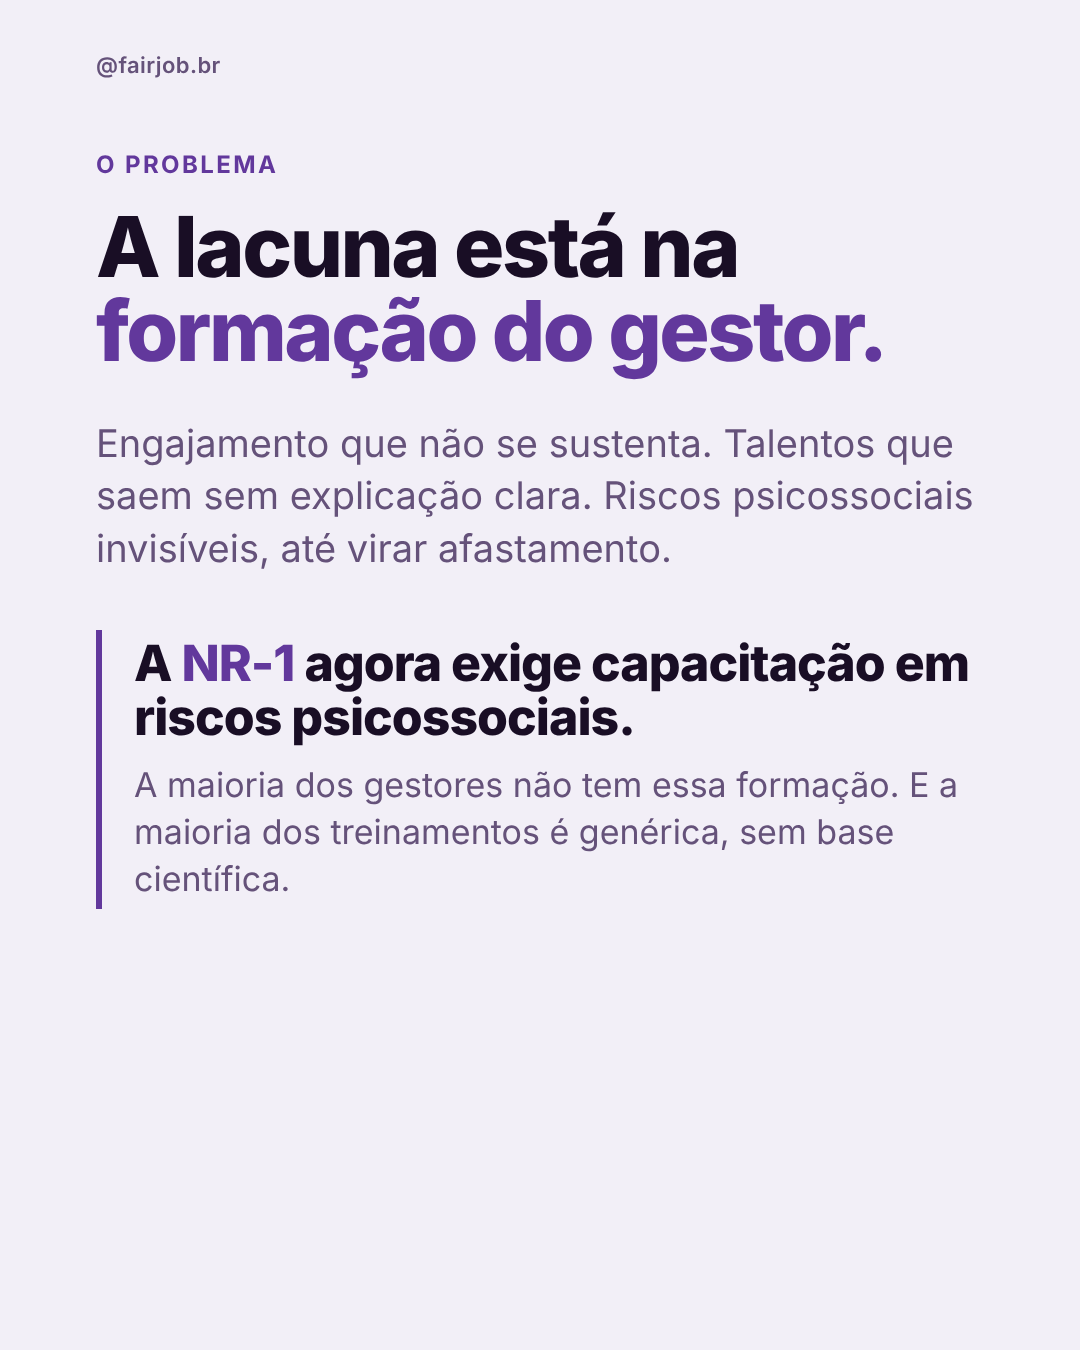 @fairjob.br
O PROBLEMA
A lacuna está na
formação do gestor.
Engajamento que não se sustenta. Talentos que
saem sem explicação clara. Riscos psicossociais
invisíveis, até virar afastamento.
A NR-1 agora exige capacitação em
riscos psicossociais.
A maioria dos gestores não tem essa formação. E a
maioria dos treinamentos é genérica, sem base
científica.